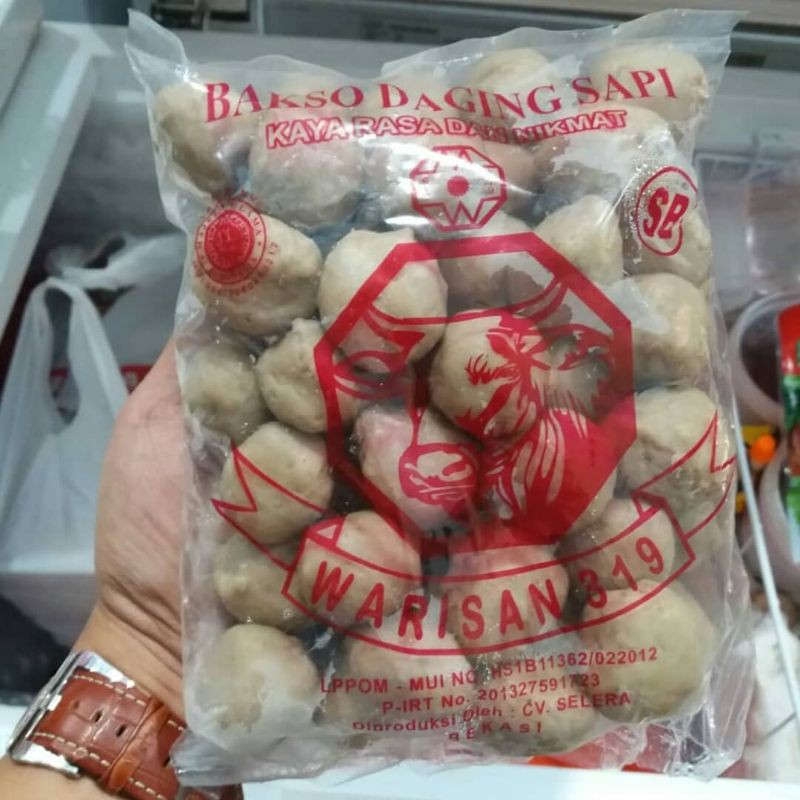 BAKSO DAGING SAPI
KAYA RASA DAN NIKMAT
W
SB
WARISAN 319
LPPOM - MUI NO. HS1B11362/022012
P-IRT No. 201327591723
Diproduksi Oleh : CV. SELERA
BEKASI